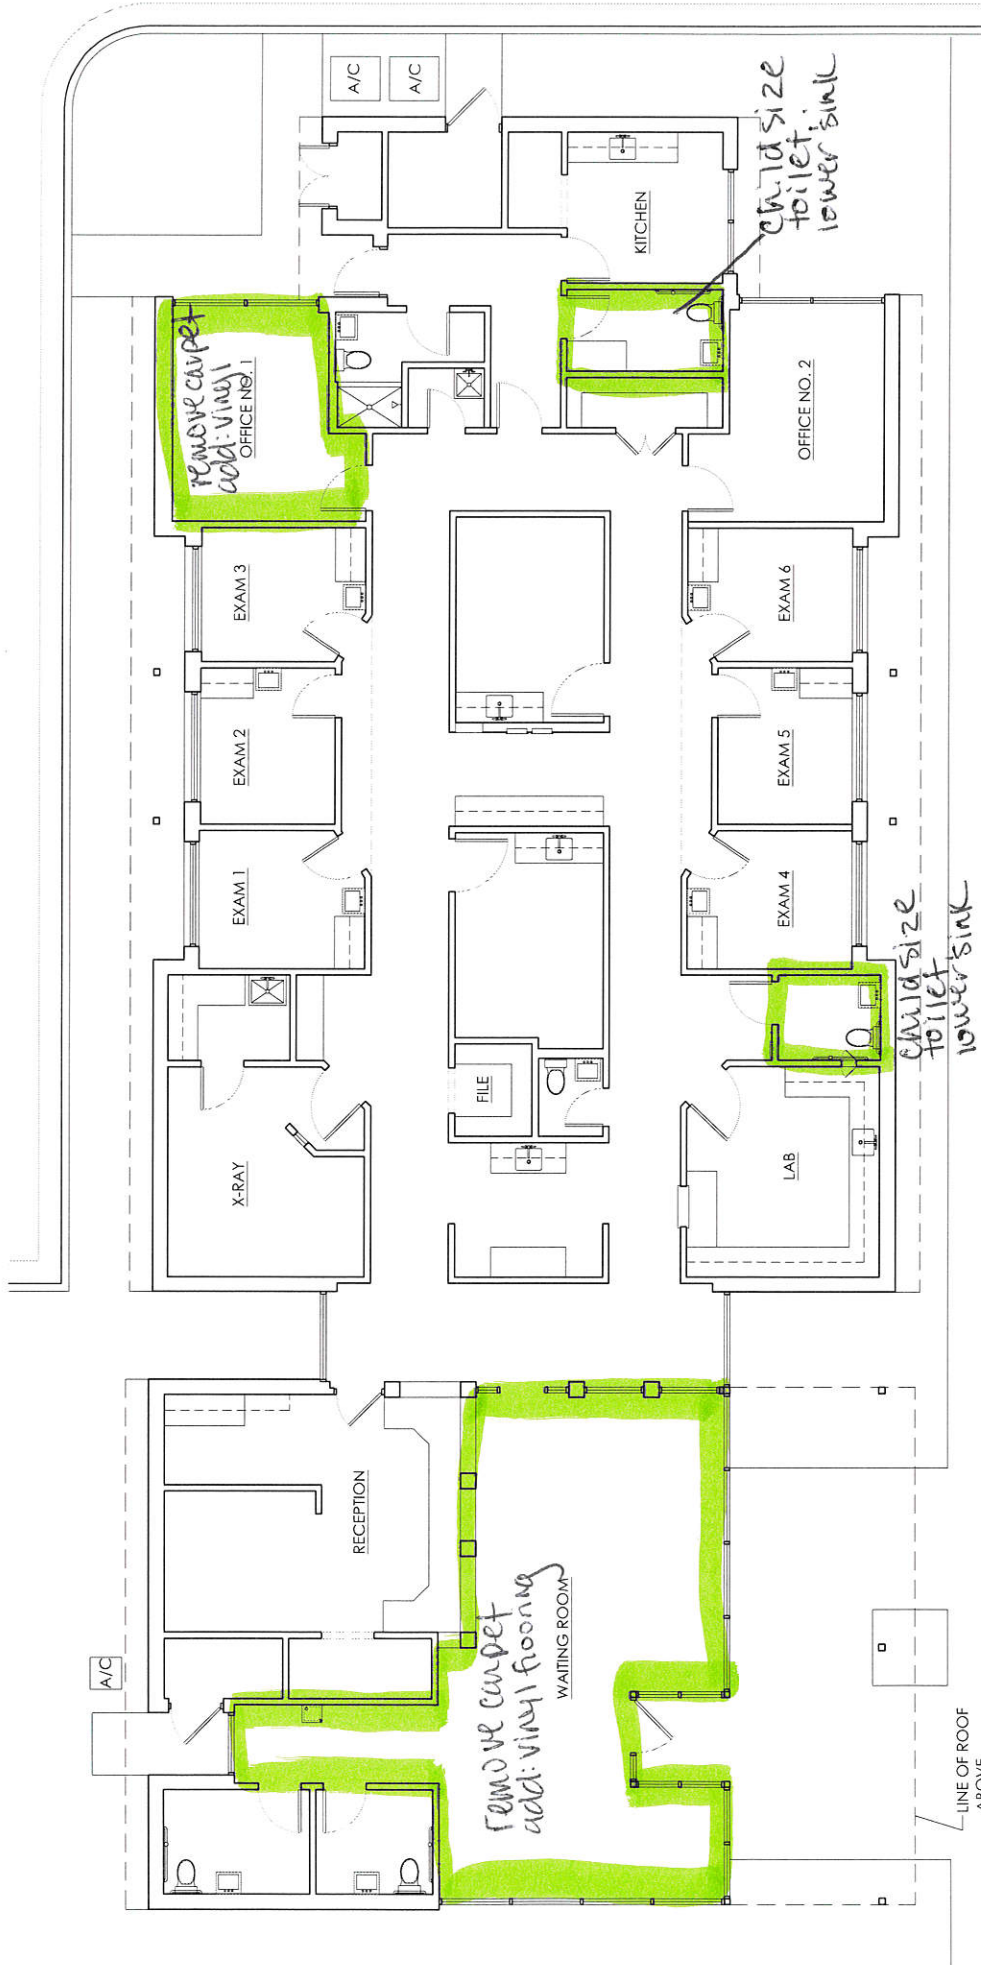 A/C
A/C
child size
toilet
lower sink
KITCHEN
remove carpet
add: vinyl
OFFICE NO. 1
OFFICE NO. 2
EXAM 3
EXAM 6
EXAM 2
EXAM 5
EXAM 1
EXAM 4
child size
toilet
lower sink
FILE
X-RAY
LAB
RECEPTION
remove carpet
add: vinyl flooring
WAITING ROOM
A/C
LINE OF ROOF
ABOVE